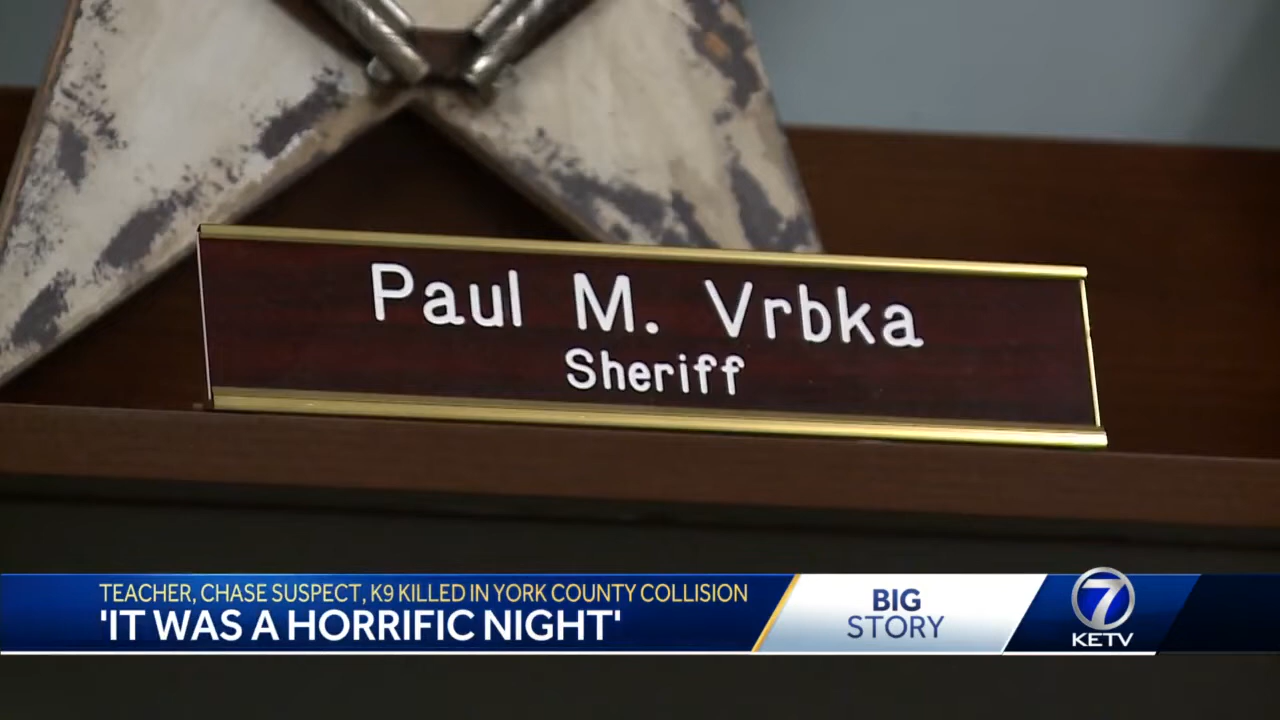 Paul M. Vrbka
Sheriff
TEACHER, CHASE SUSPECT, K9 KILLED IN YORK COUNTY COLLISION
'IT WAS A HORRIFIC NIGHT'
BIG
STORY
7
KETV